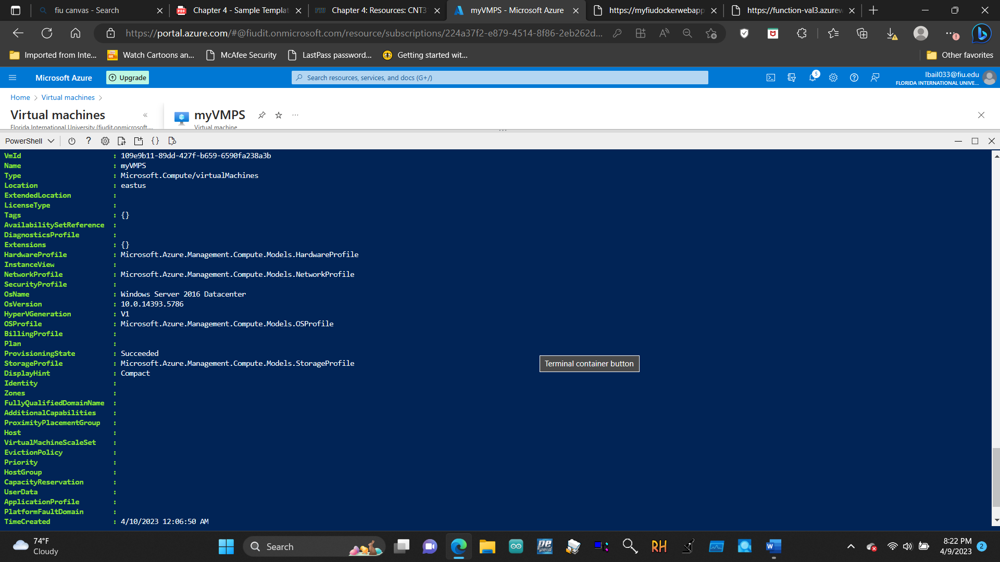 fiu canvas - Search
Chapter 4 - Sample Templat
Chapter 4: Resources: CNT3
myVMPS - Microsoft Azure
https://myfiudockerwebapp
https://function-val3.azurew
https://portal.azure.com/#@fiudit.onmicrosoft.com/resource/subscriptions/224a37f2-e879-4514-8f86-2eb262d...
Imported from Inte...
Watch Cartoons an...
McAfee Security
LastPass password...
Getting started wit...
Other favorites
Microsoft Azure
Upgrade
Search resources, services, and docs (G+/)
5
lbail033@fiu.edu
FLORIDA INTERNATIONAL UNIVE...
Home > Virtual machines >
Virtual machines
Florida International University (fiudit.onmicrosoft....
myVMPS
Virtual machine
PowerShell
VmId : 109e9b11-89dd-427f-b659-6590fa238a3b
Name : myVMPS
Type : Microsoft.Compute/virtualMachines
Location : eastus
ExtendedLocation :
LicenseType :
Tags : {}
AvailabilitySetReference :
DiagnosticsProfile :
Extensions : {}
HardwareProfile : Microsoft.Azure.Management.Compute.Models.HardwareProfile
InstanceView :
NetworkProfile : Microsoft.Azure.Management.Compute.Models.NetworkProfile
SecurityProfile :
OsName : Windows Server 2016 Datacenter
OsVersion : 10.0.14393.5786
HyperVGeneration : V1
OSProfile : Microsoft.Azure.Management.Compute.Models.OSProfile
BillingProfile :
Plan :
ProvisioningState : Succeeded
StorageProfile : Microsoft.Azure.Management.Compute.Models.StorageProfile
DisplayHint : Compact
Identity :
Zones :
FullyQualifiedDomainName :
AdditionalCapabilities :
ProximityPlacementGroup :
Host :
VirtualMachineScaleSet :
EvictionPolicy :
Priority :
HostGroup :
CapacityReservation :
UserData :
ApplicationProfile :
PlatformFaultDomain :
TimeCreated : 4/10/2023 12:06:50 AM
Terminal container button
74°F
Cloudy
Search
RH
8:22 PM
4/9/2023
2